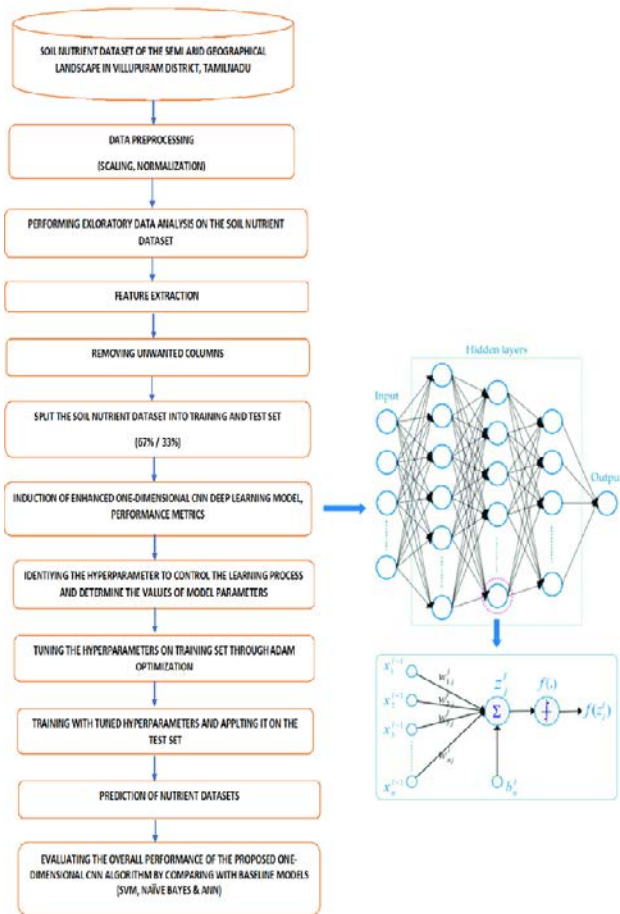 SOIL NUTRIENT DATASET OF THE SEMI ARID GEOGRAPHICAL
LANDSCAPE IN VILLUPURAM DISTRICT, TAMILNADU
DATA PREPROCESSING
(SCALING, NORMALIZATION)
PERFORMING EXLORATORY DATA ANALYSIS ON THE SOIL NUTRIENT
DATASET
FEATURE EXTRACTION
REMOVING UNWANTED COLUMNS
SPLIT THE SOIL NUTRIENT DATASET INTO TRAINING AND TEST SET
(67% / 33%)
INDUCTION OF ENHANCED ONE-DIMENSIONAL CNN DEEP LEARNING MODEL,
PERFORMANCE METRICS
IDENTIYING THE HYPERPARAMETER TO CONTROL THE LEARNING PROCESS
AND DETERMINE THE VALUES OF MODEL PARAMETERS
TUNING THE HYPERPARAMETERS ON TRAINING SET THROUGH ADAM
OPTIMIZATION
TRAINING WITH TUNED HYPERPARAMETERS AND APPLTING IT ON THE
TEST SET
PREDICTION OF NUTRIENT DATASETS
EVALUATING THE OVERALL PERFORMANCE OF THE PROPOSED ONE-
DIMENSIONAL CNN ALGORITHM BY COMPARING WITH BASELINE MODELS
(SVM, NAÏVE BAYES & ANN)
Hidden layers
Input
Output
Σ